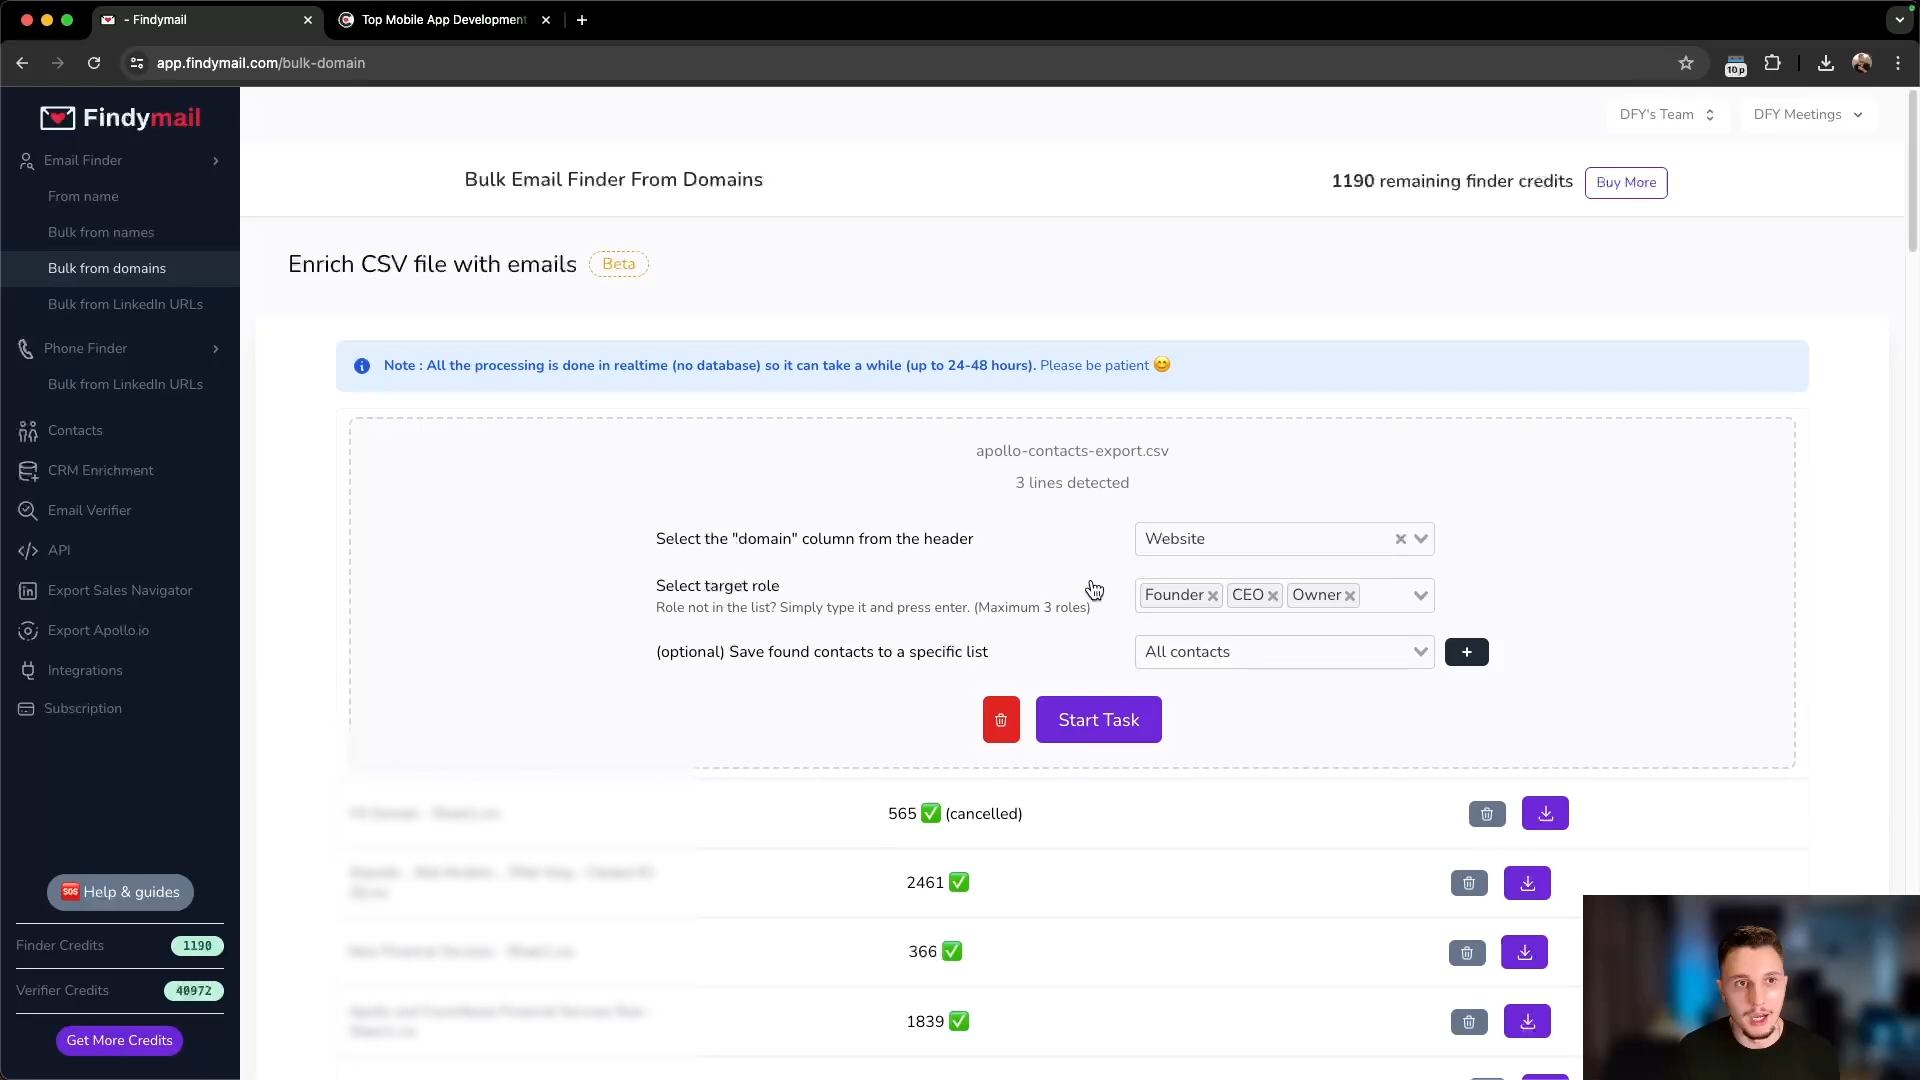 - Findymail
Top Mobile App Development
app.findymail.com/bulk-domain
10 p
Findymail
DFY's Team
DFY Meetings
Email Finder
From name
Bulk from names
Bulk from domains
Bulk from LinkedIn URLs
Phone Finder
Bulk from LinkedIn URLs
Contacts
CRM Enrichment
Email Verifier
API
Export Sales Navigator
Export Apollo.io
Integrations
Subscription
SOS Help & guides
Finder Credits 1190
Verifier Credits 40972
Get More Credits
Bulk Email Finder From Domains
1190 remaining finder credits Buy More
Enrich CSV file with emails Beta
Note : All the processing is done in realtime (no database) so it can take a while (up to 24-48 hours). Please be patient 😊
apollo-contacts-export.csv
3 lines detected
Select the "domain" column from the header
Website
Select target role
Role not in the list? Simply type it and press enter. (Maximum 3 roles)
Founder CEO Owner
(optional) Save found contacts to a specific list
All contacts +
Start Task
565 ✅ (cancelled)
2461 ✅
366 ✅
1839 ✅